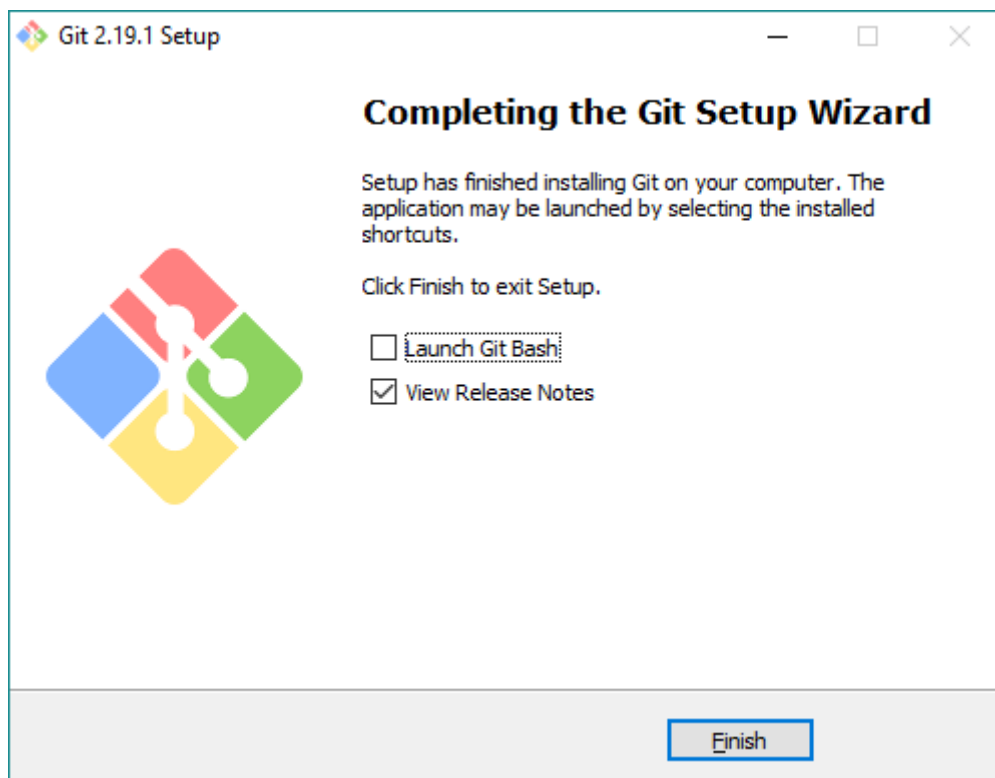 Git 2.19.1 Setup
Completing the Git Setup Wizard
Setup has finished installing Git on your computer. The
application may be launched by selecting the installed
shortcuts.
Click Finish to exit Setup.
Launch Git Bash
View Release Notes
Finish